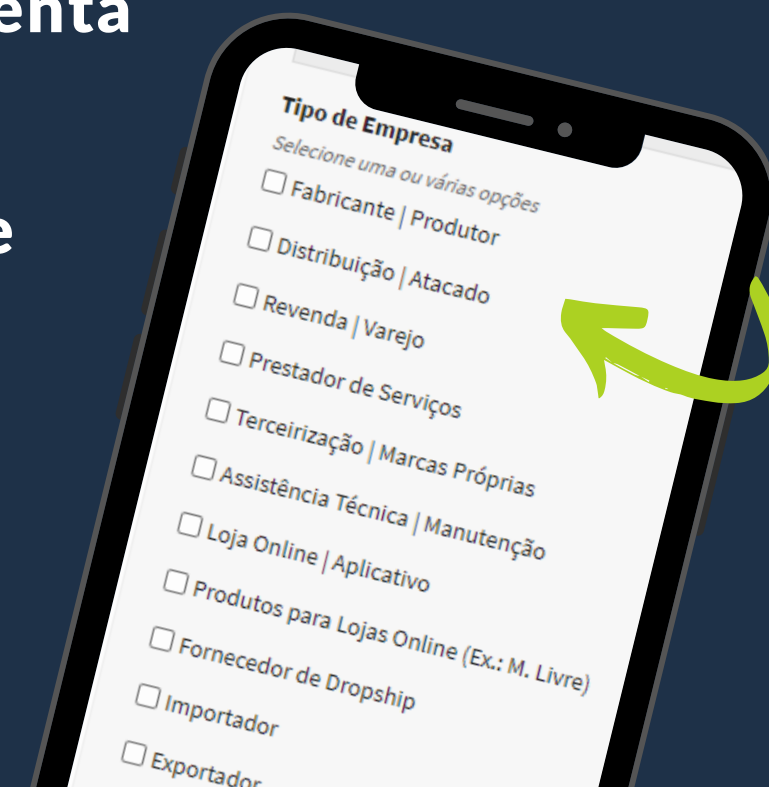 enta
e
Tipo de Empresa
Selecione uma ou várias opções
Fabricante | Produtor
Distribuição | Atacado
Revenda | Varejo
Prestador de Serviços
Terceirização | Marcas Próprias
Assistência Técnica | Manutenção
Loja Online | Aplicativo
Produtos para Lojas Online (Ex.: M. Livre)
Fornecedor de Dropship
Importador
Exportador